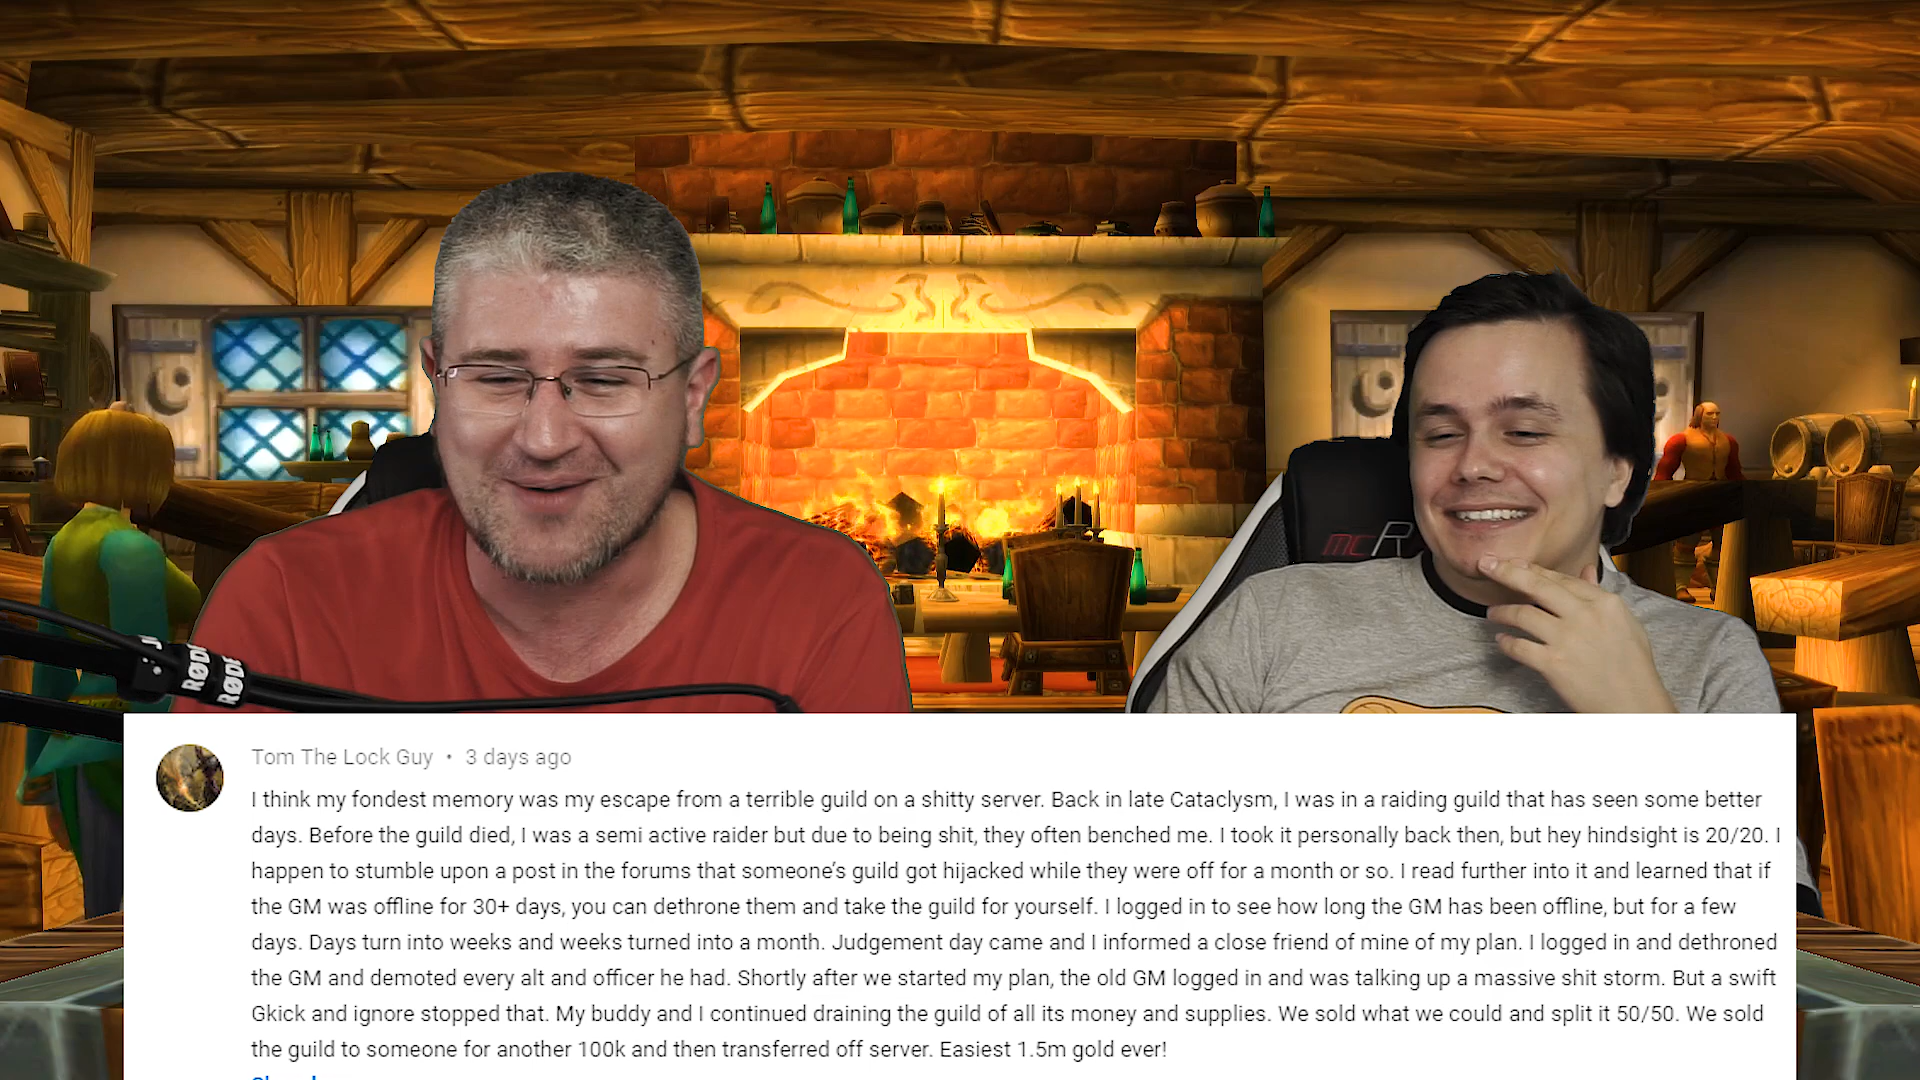 MC R
RØDE
RØDE
Tom The Lock Guy • 3 days ago
I think my fondest memory was my escape from a terrible guild on a shitty server. Back in late Cataclysm, I was in a raiding guild that has seen some better
days. Before the guild died, I was a semi active raider but due to being shit, they often benched me. I took it personally back then, but hey hindsight is 20/20. I
happen to stumble upon a post in the forums that someone’s guild got hijacked while they were off for a month or so. I read further into it and learned that if
the GM was offline for 30+ days, you can dethrone them and take the guild for yourself. I logged in to see how long the GM has been offline, but for a few
days. Days turn into weeks and weeks turned into a month. Judgement day came and I informed a close friend of mine of my plan. I logged in and dethroned
the GM and demoted every alt and officer he had. Shortly after we started my plan, the old GM logged in and was talking up a massive shit storm. But a swift
Gkick and ignore stopped that. My buddy and I continued draining the guild of all its money and supplies. We sold what we could and split it 50/50. We sold
the guild to someone for another 100k and then transferred off server. Easiest 1.5m gold ever!